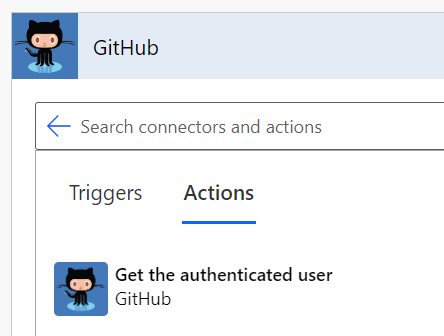 GitHub
Search connectors and actions
Triggers Actions
Get the authenticated user
GitHub